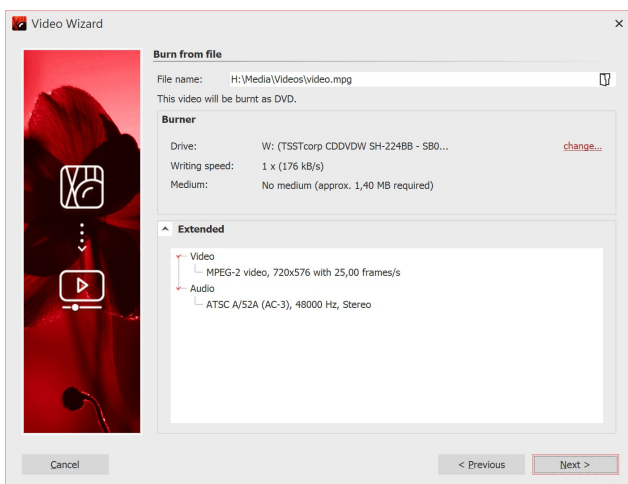 Video Wizard
Burn from file
File name: H:\Media\Videos\video.mpg
This video will be burnt as DVD.
Burner
Drive: W: (TSSTcorp CDDVDW SH-224BB - SB0... change...
Writing speed: 1 x (176 kB/s)
Medium: No medium (approx. 1,40 MB required)
Extended
Video
MPEG-2 video, 720x576 with 25,00 frames/s
Audio
ATSC A/52A (AC-3), 48000 Hz, Stereo
Cancel < Previous Next >